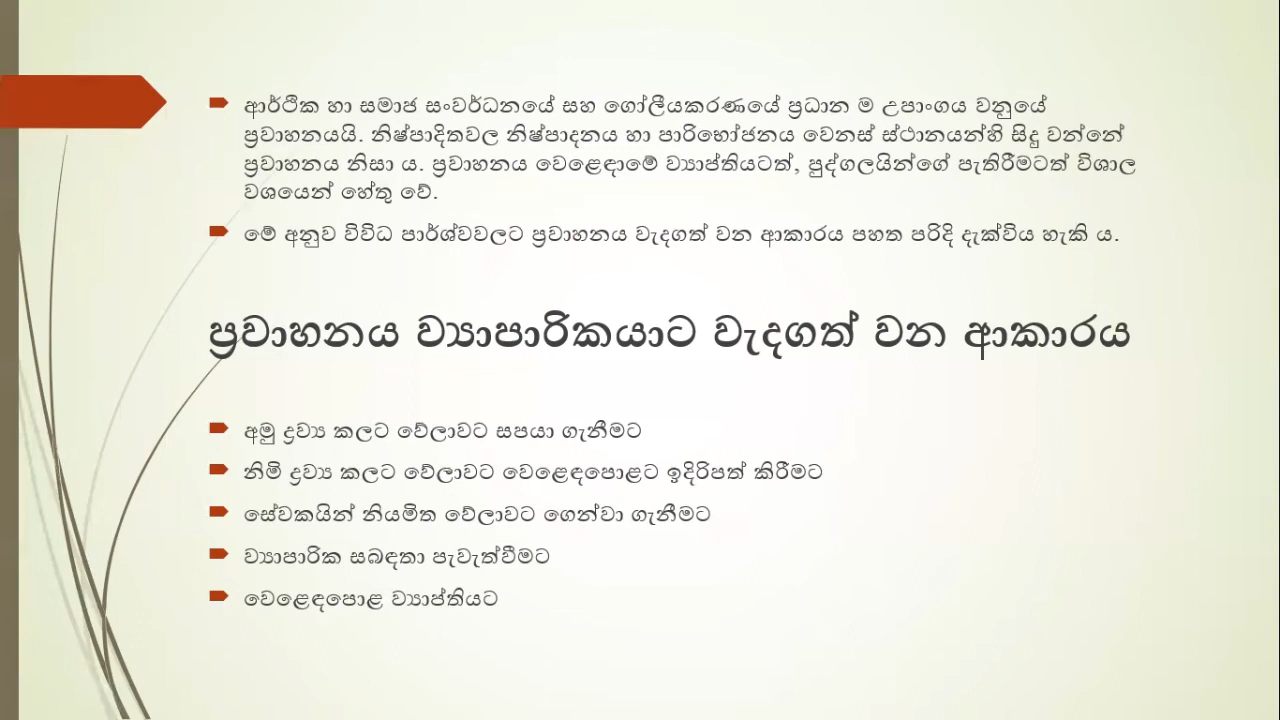 ආර්ථික හා සමාජ සංවර්ධනයේ සහ ගෝලීයකරණයේ ප්‍රධාන ම උපාංගය වනුයේ
ප්‍රවාහනයයි. නිෂ්පාදිතවල නිෂ්පාදනය හා පාරිභෝජනය වෙනස් ස්ථානයන්හි සිදු වන්නේ
ප්‍රවාහනය නිසා ය. ප්‍රවාහනය වෙළෙඳාමේ ව්‍යාප්තියටත්, පුද්ගලයින්ගේ පැතිරීමටත් විශාල
වශයෙන් හේතු වේ.
මේ අනුව විවිධ පාර්ශ්වවලට ප්‍රවාහනය වැදගත් වන ආකාරය පහත පරිදි දැක්විය හැකි ය.
ප්‍රවාහනය ව්‍යාපාරිකයාට වැදගත් වන ආකාරය
අමු ද්‍රව්‍ය කලට වේලාවට සපයා ගැනීමට
නිමි ද්‍රව්‍ය කලට වේලාවට වෙළෙඳපොළට ඉදිරිපත් කිරීමට
සේවකයින් නියමිත වේලාවට ගෙන්වා ගැනීමට
ව්‍යාපාරික සබඳතා පැවැත්වීමට
වෙළෙඳපොළ ව්‍යාප්තියට